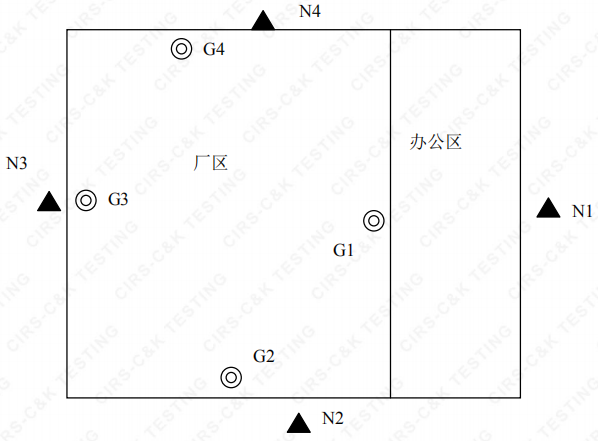 N4
G4
办公区
N3
厂区
G3
N1
G1
G2
N2
CIRS-C&K TESTING